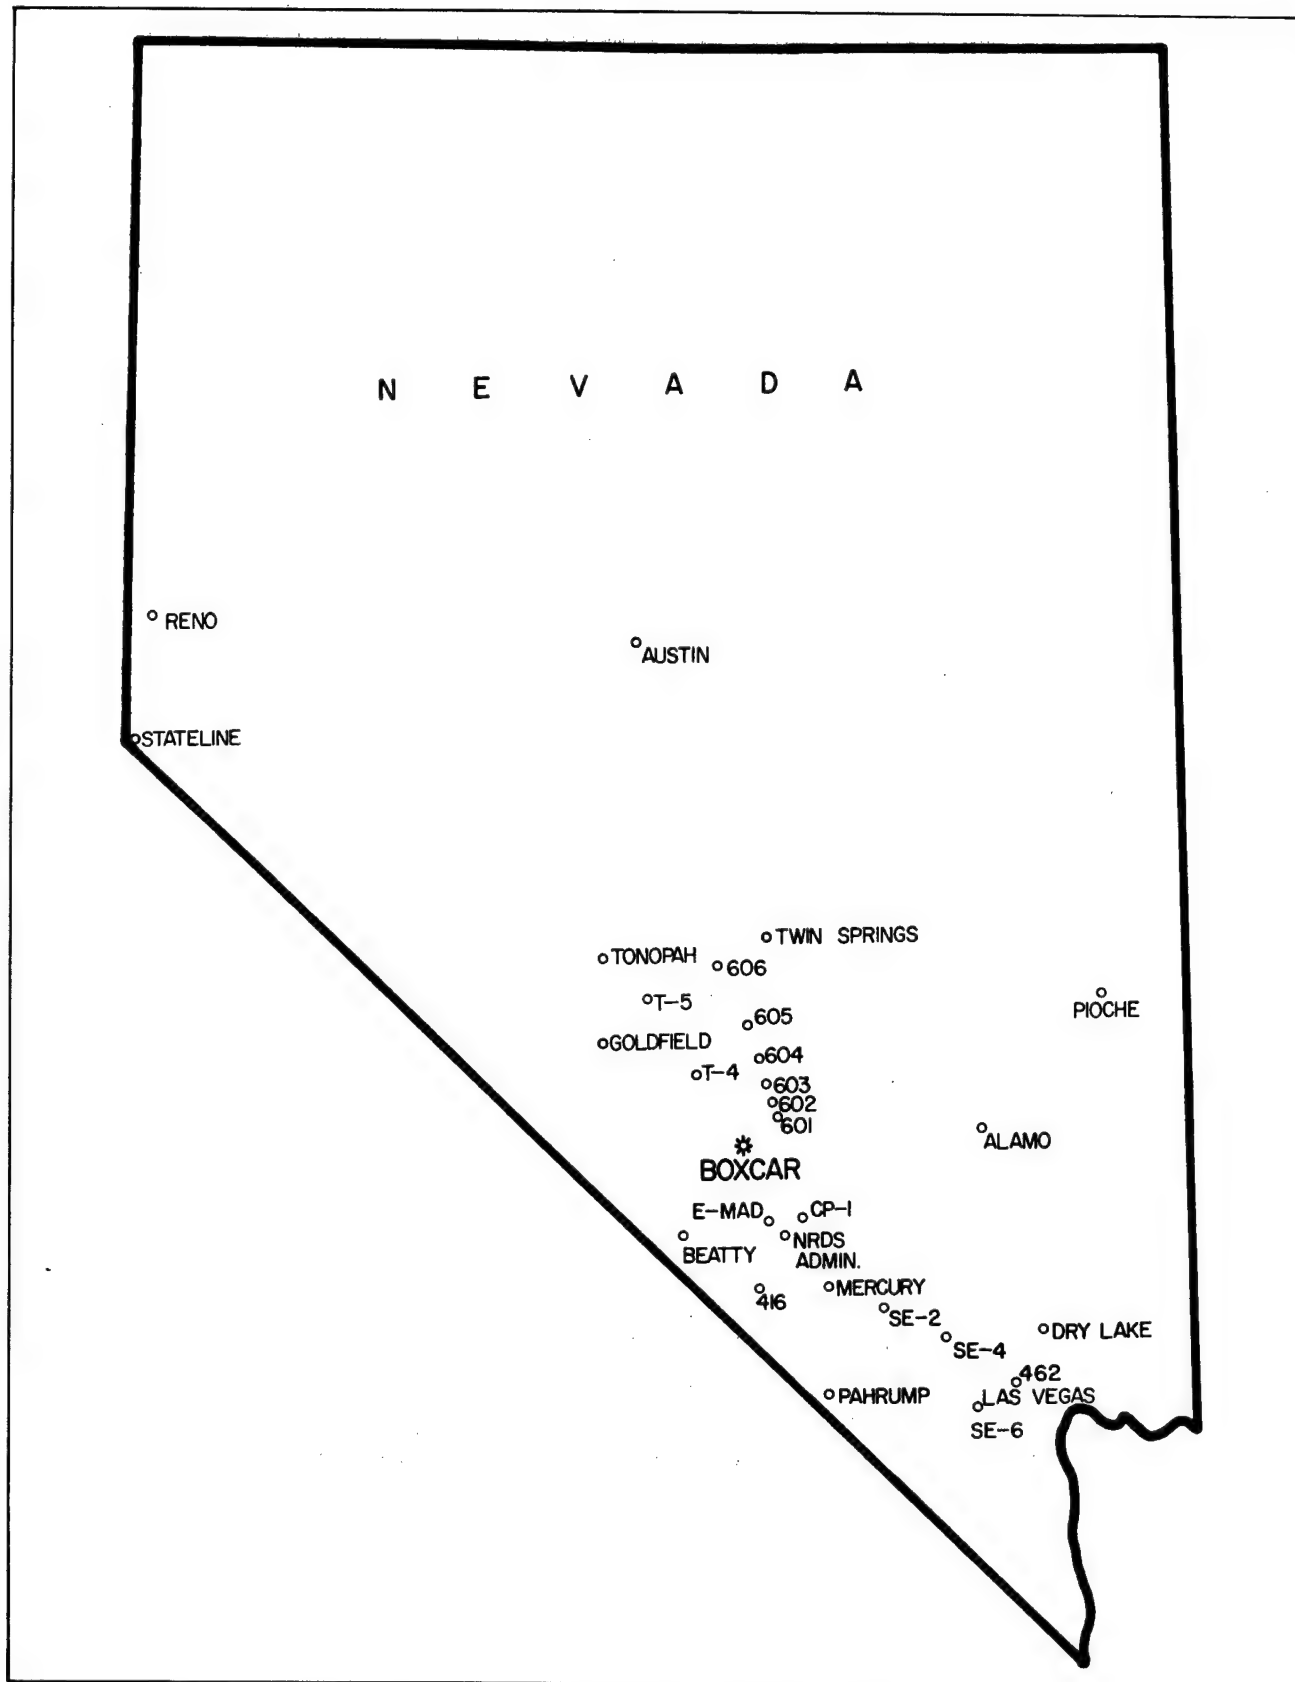 N E V A D A
RENO
AUSTIN
STATELINE
TWIN SPRINGS
TONOPAH
606
T-5
PIOCHE
605
GOLDFIELD
604
T-4
603
602
601
ALAMO
BOXCAR
E-MAD
CP-1
NRDS
ADMIN.
BEATTY
MERCURY
416
SE-2
DRY LAKE
SE-4
462
PAHRUMP
LAS VEGAS
SE-6